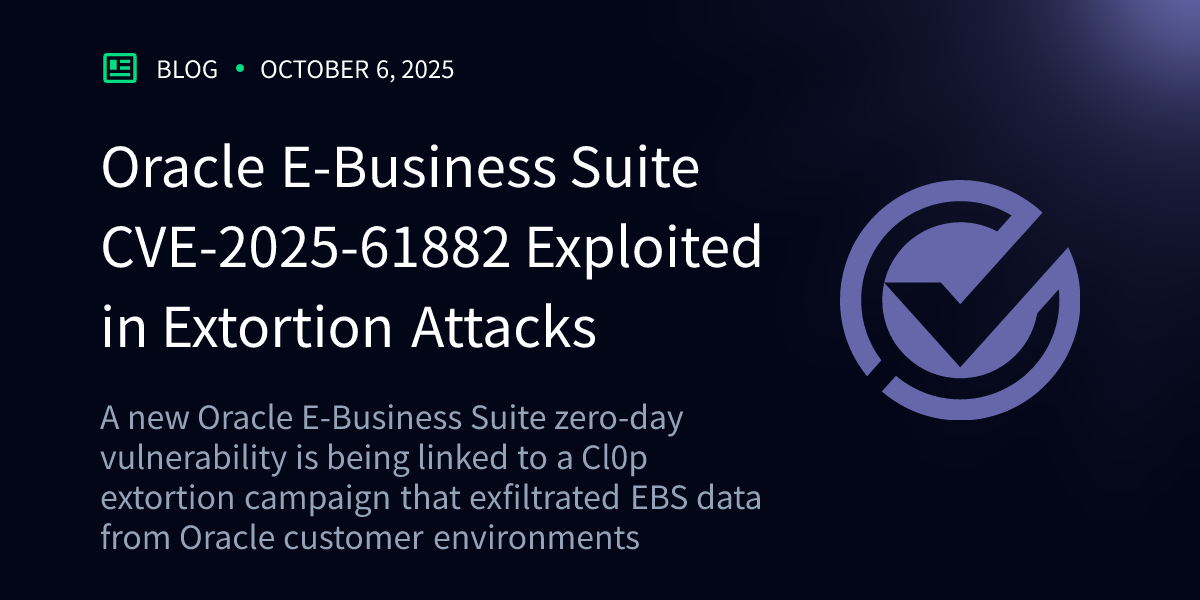 BLOG • OCTOBER 6, 2025
Oracle E-Business Suite
CVE-2025-61882 Exploited
in Extortion Attacks
A new Oracle E-Business Suite zero-day
vulnerability is being linked to a Cl0p
extortion campaign that exfiltrated EBS data
from Oracle customer environments